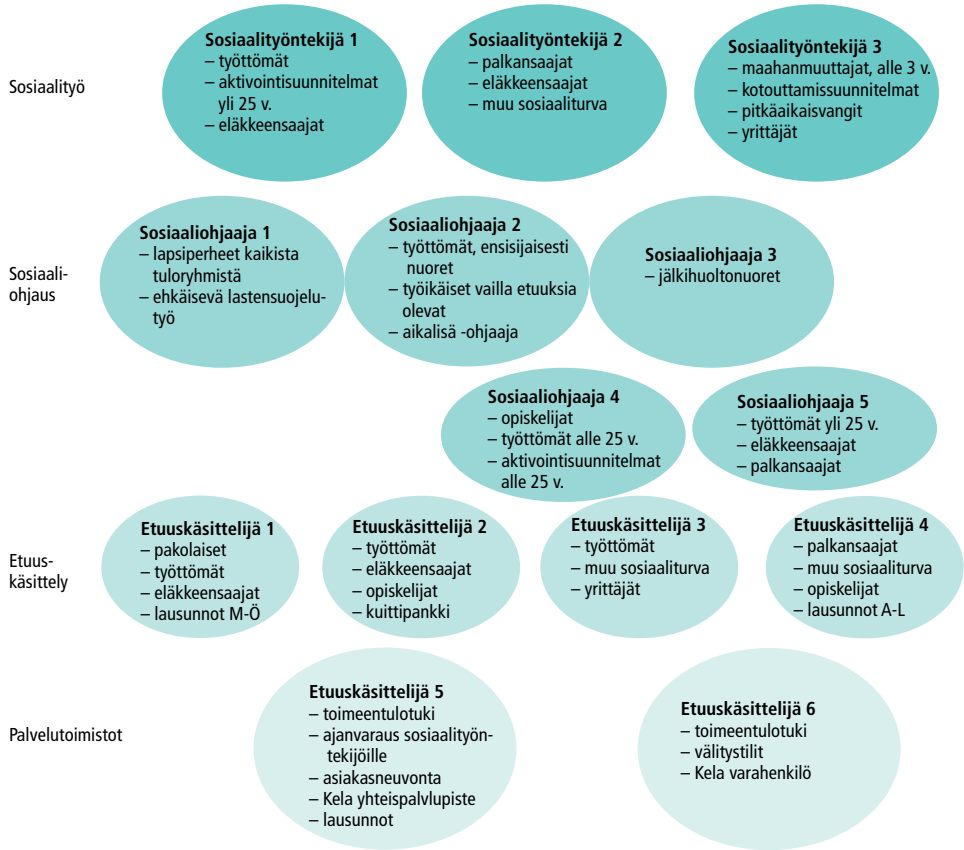 Sosiaalityö
Sosiaalityöntekijä 1
– työttömät
– aktivointisuunnitelmat
yli 25 v.
– eläkkeensaajat
Sosiaalityöntekijä 2
– palkansaajat
– eläkkeensaajat
– muu sosiaaliturva
Sosiaalityöntekijä 3
– maahanmuuttajat, alle 3 v.
– kotouttamissuunnitelmat
– pitkäaikaisvangit
– yrittäjät
Sosiaali-
ohjaus
Sosiaaliohjaaja 1
– lapsiperheet kaikista
tuloryhmistä
– ehkäisevä lastensuojelu-
työ
Sosiaaliohjaaja 2
– työttömät, ensisijaisesti
nuoret
– työikäiset vailla etuuksia
olevat
– aikalisä -ohjaaja
Sosiaaliohjaaja 3
– jälkihuoltonuoret
Sosiaaliohjaaja 4
– opiskelijat
– työttömät alle 25 v.
– aktivointisuunnitelmat
alle 25 v.
Sosiaaliohjaaja 5
– työttömät yli 25 v.
– eläkkeensaajat
– palkansaajat
Etuus-
käsittely
Etuuskäsittelijä 1
– pakolaiset
– työttömät
– eläkkeensaajat
– lausunnot M-Ö
Etuuskäsittelijä 2
– työttömät
– eläkkeensaajat
– opiskelijat
– kuittipankki
Etuuskäsittelijä 3
– työttömät
– muu sosiaaliturva
– yrittäjät
Etuuskäsittelijä 4
– palkansaajat
– muu sosiaaliturva
– opiskelijat
– lausunnot A-L
Palvelutoimistot
Etuuskäsittelijä 5
– toimeentulotuki
– ajanvaraus sosiaalityön-
tekijöille
– asiakasneuvonta
– Kela yhteispalvlupiste
– lausunnot
Etuuskäsittelijä 6
– toimeentulotuki
– välitystilit
– Kela varahenkilö